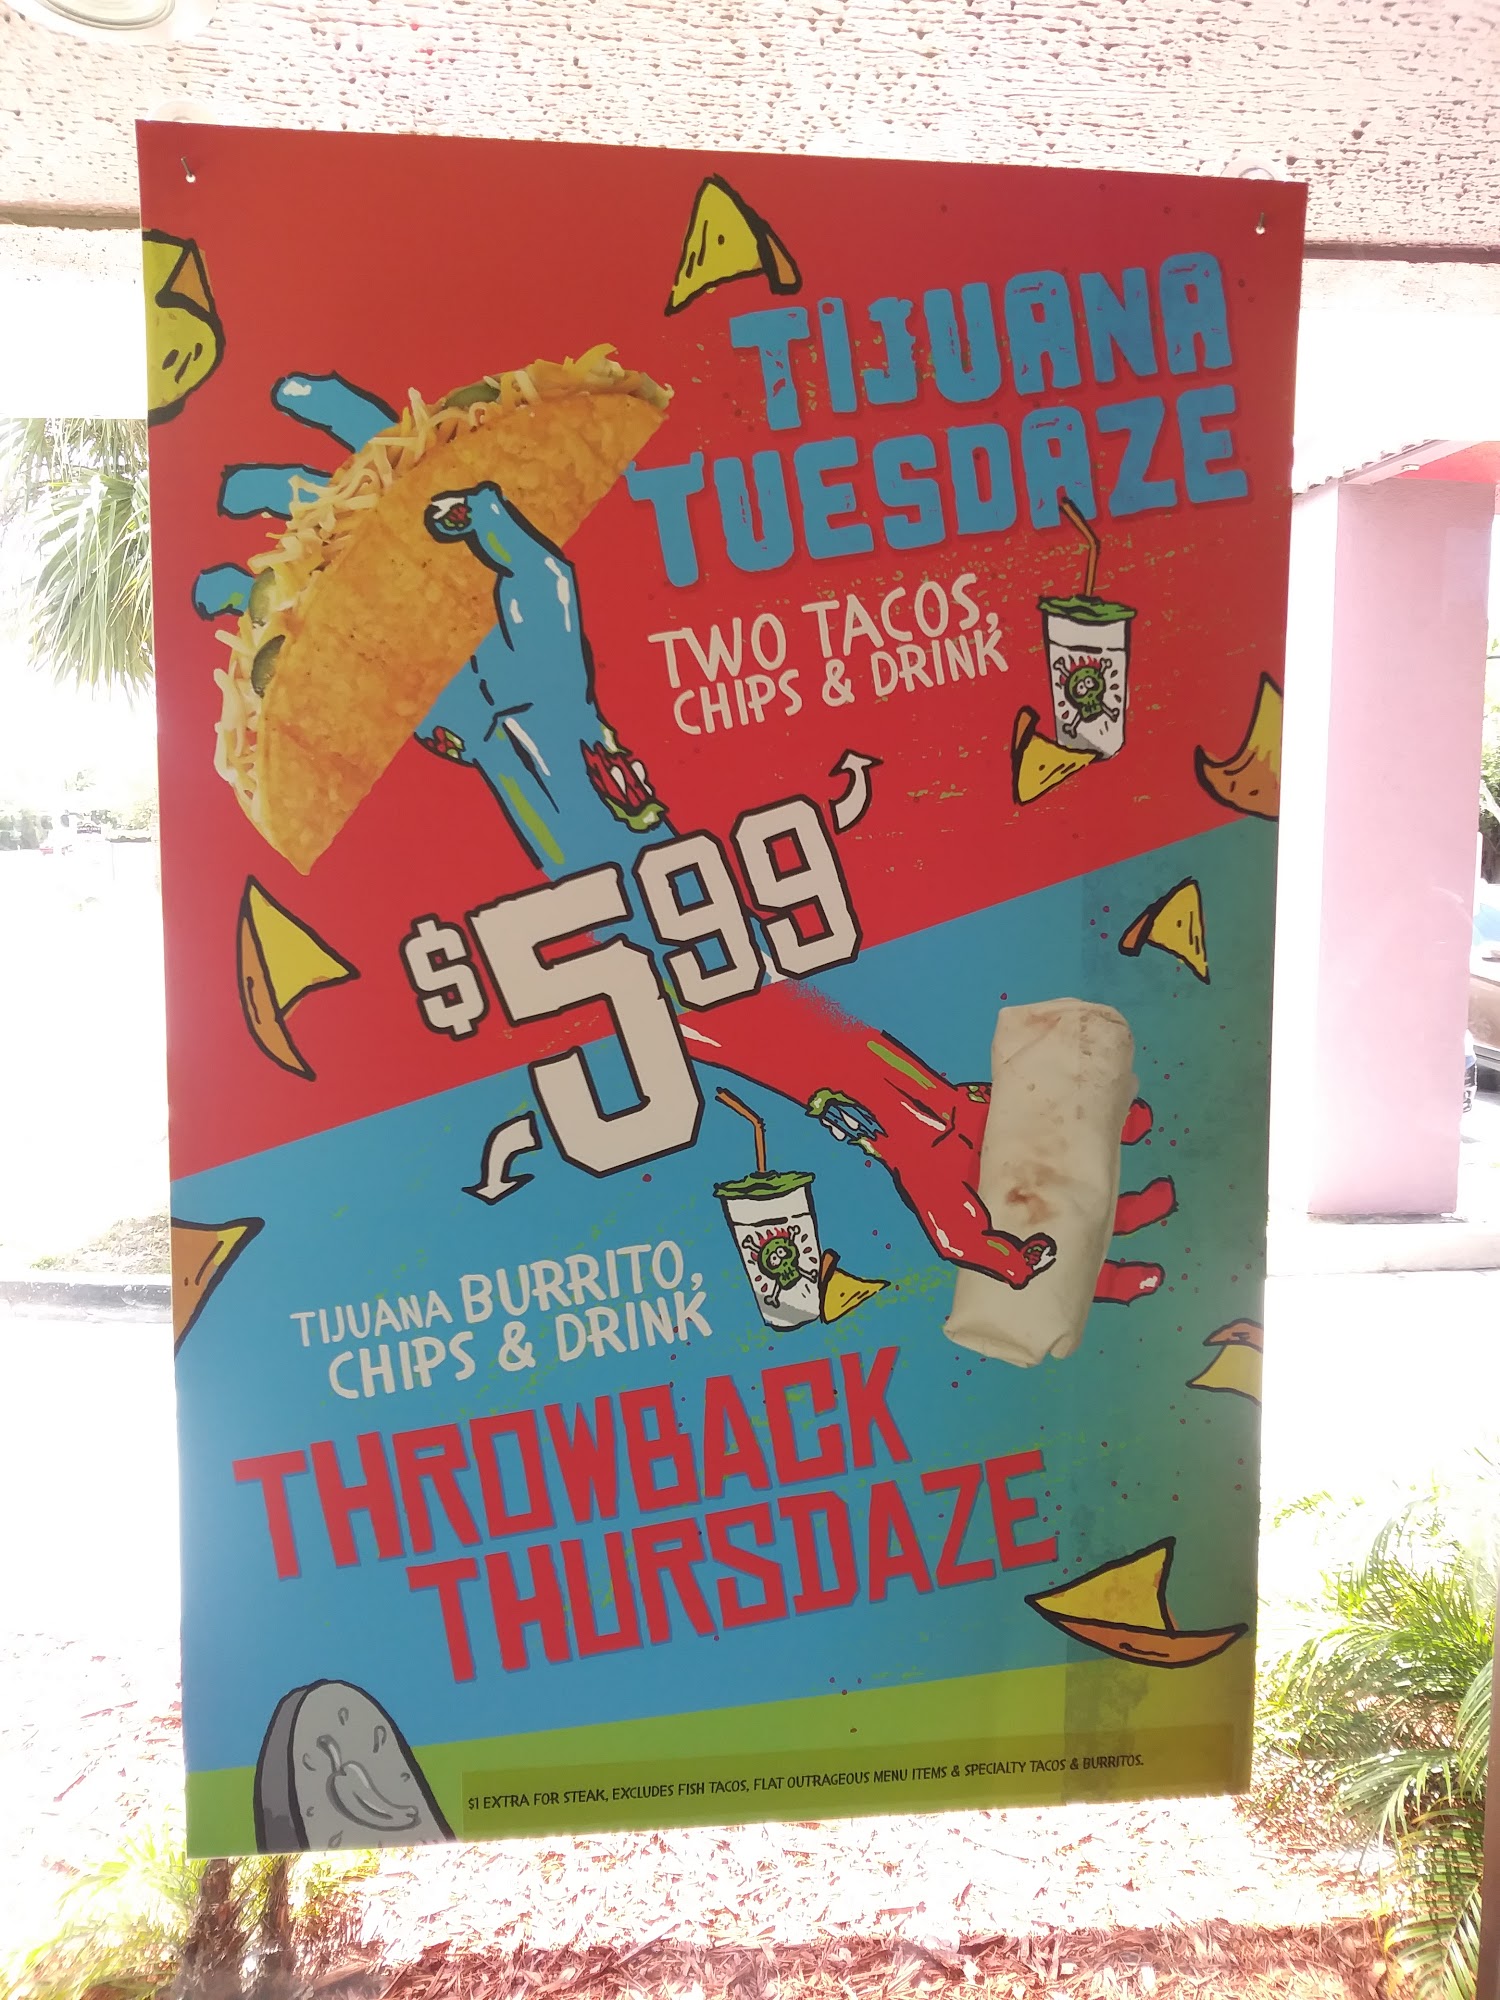 TIJUANA
TUESDAZE
TWO TACOS,
CHIPS & DRINK
$599
TIJUANA BURRITO,
CHIPS & DRINK
THROWBACK
THURSDAZE
$1 EXTRA FOR STEAK, EXCLUDES FISH TACOS, FLAT OUTRAGEOUS MENU ITEMS & SPECIALTY TACOS & BURRITOS.